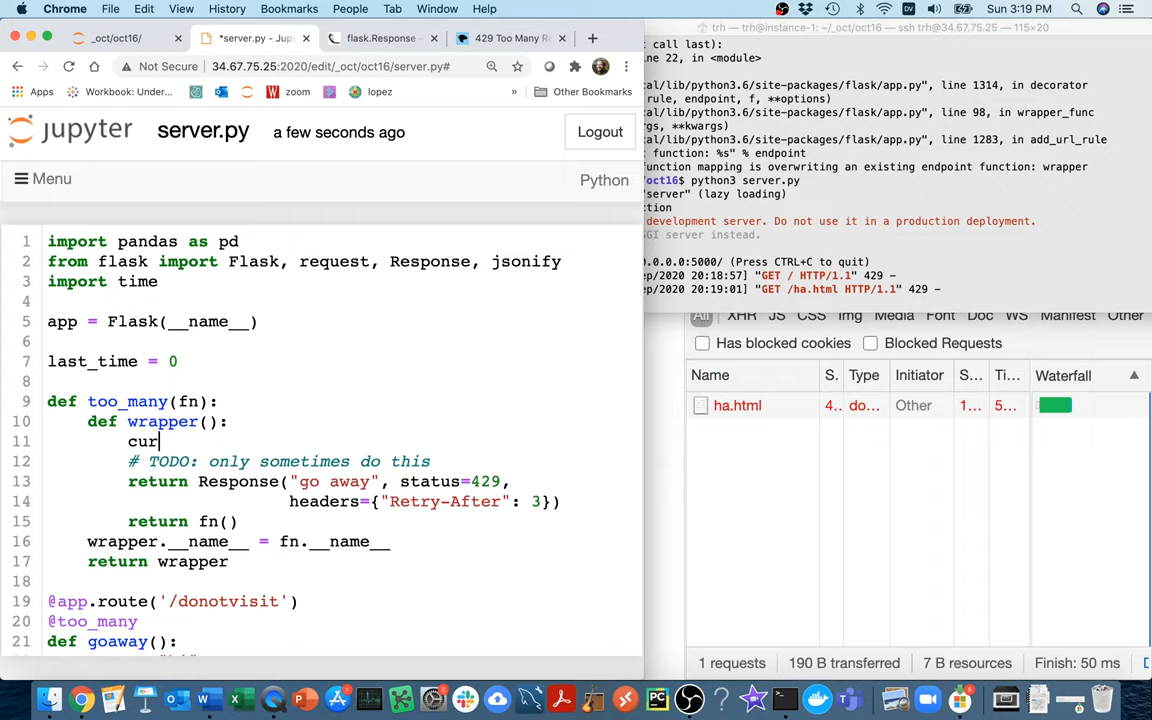 Chrome File Edit View History Bookmarks People Tab Window Help Sun 3:19 PM
_oct/oct16/ *server.py - Jupy flask.Response - 429 Too Many Re
trh — trh@instance-1: ~/_oct/oct16 — ssh trh@34.67.75.25 — 115×20
Not Secure 34.67.75.25:2020/edit/_oct/oct16/server.py#
Apps Workbook: Under... zoom lopez » Other Bookmarks
jupyter server.py a few seconds ago Logout
Menu Python
1 import pandas as pd
2 from flask import Flask, request, Response, jsonify
3 import time
4
5 app = Flask(__name__)
6
7 last_time = 0
8
9 def too_many(fn):
10 def wrapper():
11 cur
12 # TODO: only sometimes do this
13 return Response("go away", status=429,
14 headers={"Retry-After": 3})
15 return fn()
16 wrapper.__name__ = fn.__name__
17 return wrapper
18
19 @app.route('/donotvisit')
20 @too_many
21 def goaway():
call last):
ne 22, in <module>
cal/lib/python3.6/site-packages/flask/app.py", line 1314, in decorator
rule, endpoint, f, **options)
cal/lib/python3.6/site-packages/flask/app.py", line 98, in wrapper_func
rgs, **kwargs)
cal/lib/python3.6/site-packages/flask/app.py", line 1283, in add_url_rule
function: %s" % endpoint
function mapping is overwriting an existing endpoint function: wrapper
/oct16$ python3 server.py
"server" (lazy loading)
ction
development server. Do not use it in a production deployment.
SGI server instead.
0.0.0.0:5000/ (Press CTRL+C to quit)
ep/2020 20:18:57] "GET / HTTP/1.1" 429 -
ep/2020 20:19:01] "GET /ha.html HTTP/1.1" 429 -
All XHR JS CSS Img Media Font Doc WS Manifest Other
Has blocked cookies Blocked Requests
Name S. Type Initiator S... Ti... Waterfall
ha.html 4.. do... Other 1... 5...
1 requests 190 B transferred 7 B resources Finish: 50 ms